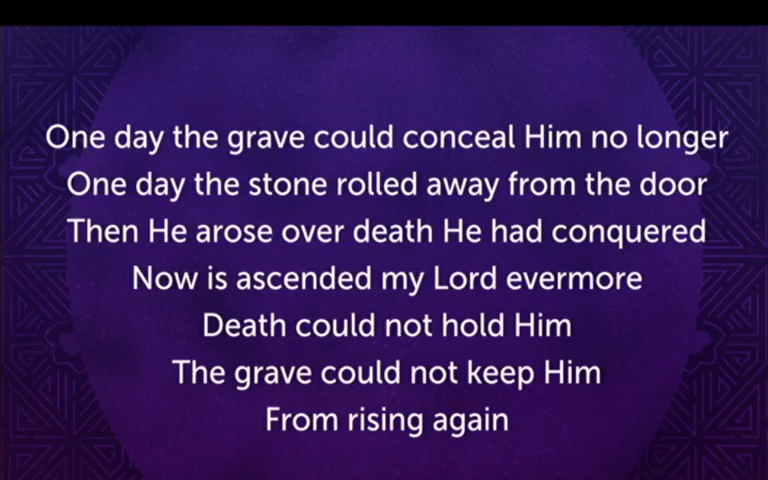 One day the grave could conceal Him no longer
One day the stone rolled away from the door
Then He arose over death He had conquered
Now is ascended my Lord evermore
Death could not hold Him
The grave could not keep Him
From rising again